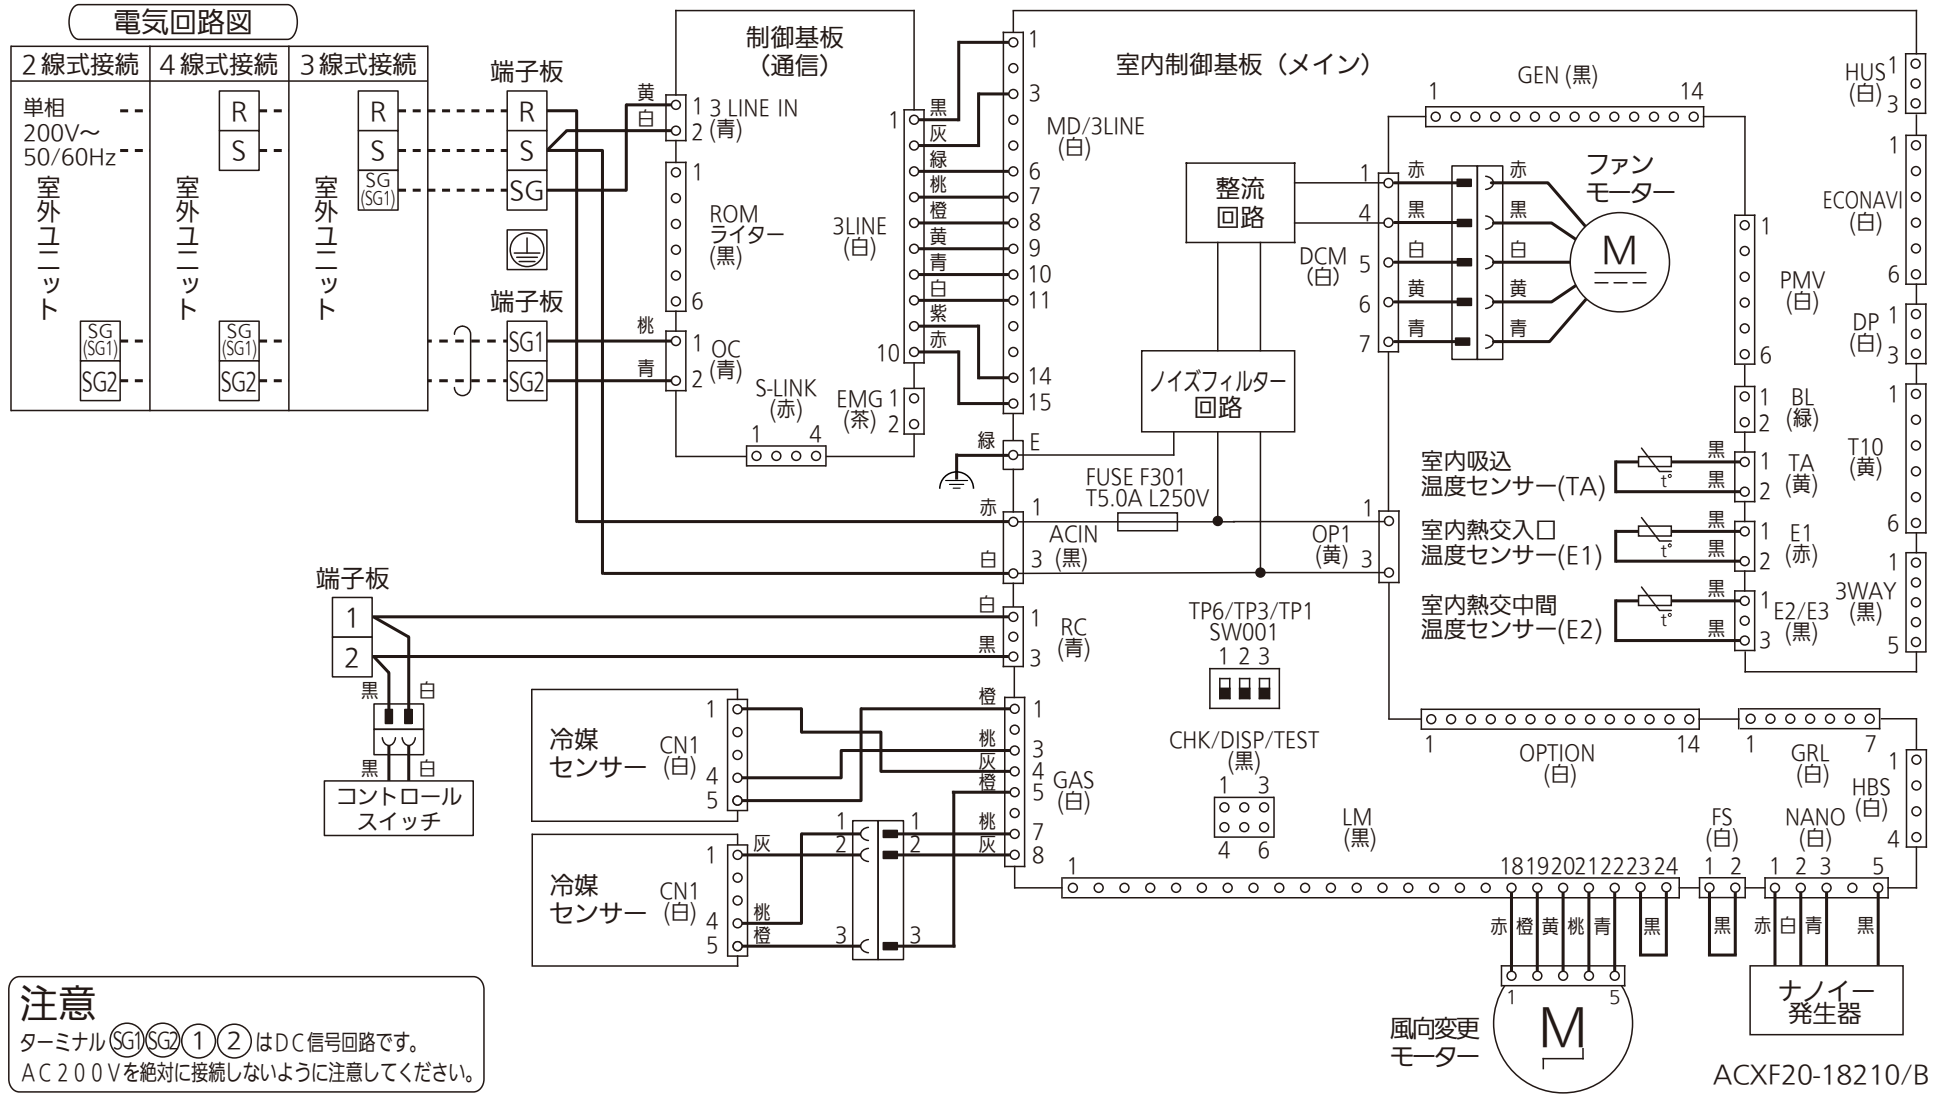 電気回路図
2線式接続
4線式接続
3線式接続
単相
200V～
50/60Hz
室外ユニット
SG
(SG1)
SG2
R
S
室外ユニット
SG
(SG1)
SG2
R
S
SG
(SG1)
室外ユニット
端子板
R
S
SG
端子板
SG1
SG2
黄
白
桃
青
制御基板
（通信）
1
2
3 LINE IN
(青)
1
6
ROM
ライター
(黒)
1
2
OC
(青)
S-LINK
(赤)
1
4
EMG
(茶)
1
2
3LINE
(白)
1
10
黒
灰
緑
桃
橙
黄
青
白
紫
赤
室内制御基板（メイン）
1
3
6
7
8
9
10
11
14
15
MD/3LINE
(白)
緑
E
赤
白
1
3
ACIN
(黒)
FUSE F301
T5.0A L250V
整流
回路
ノイズフィルター
回路
OP1
(黄)
1
3
GEN (黒)
1
14
DCM
(白)
1
4
5
6
7
赤
黒
白
黄
青
赤
黒
白
黄
青
ファン
モーター
M
HUS
(白)
1
3
ECONAVI
(白)
1
6
PMV
(白)
1
6
DP
(白)
1
3
BL
(緑)
1
2
T10
(黄)
1
6
室内吸込
温度センサー(TA)
t°
黒
黒
1
2
TA
(黄)
室内熱交入口
温度センサー(E1)
t°
黒
黒
1
2
E1
(赤)
室内熱交中間
温度センサー(E2)
t°
黒
黒
1
3
E2/E3
(黒)
3WAY
(黒)
1
5
端子板
1
2
黒
白
黒
白
コントロール
スイッチ
白
黒
1
3
RC
(青)
冷媒
センサー
CN1
(白)
1
4
5
冷媒
センサー
CN1
(白)
1
4
5
灰
桃
橙
1
2
3
1
2
3
橙
桃
灰
橙
桃
灰
1
3
4
5
7
8
GAS
(白)
TP6/TP3/TP1
SW001
1 2 3
CHK/DISP/TEST
(黒)
1
3
4
6
LM
(黒)
1
18 19 20 21 22 23 24
赤
橙
黄
桃
青
黒
1
5
M
風向変更
モーター
OPTION
(白)
1
14
GRL
(白)
1
7
HBS
(白)
1
4
FS
(白)
1 2
黒
NANO
(白)
1 2 3 5
赤
白
青
黒
ナノイー
発生器
注意
ターミナル SG1 SG2 1 2 はDC信号回路です。
AC200Vを絶対に接続しないように注意してください。
ACXF20-18210/B